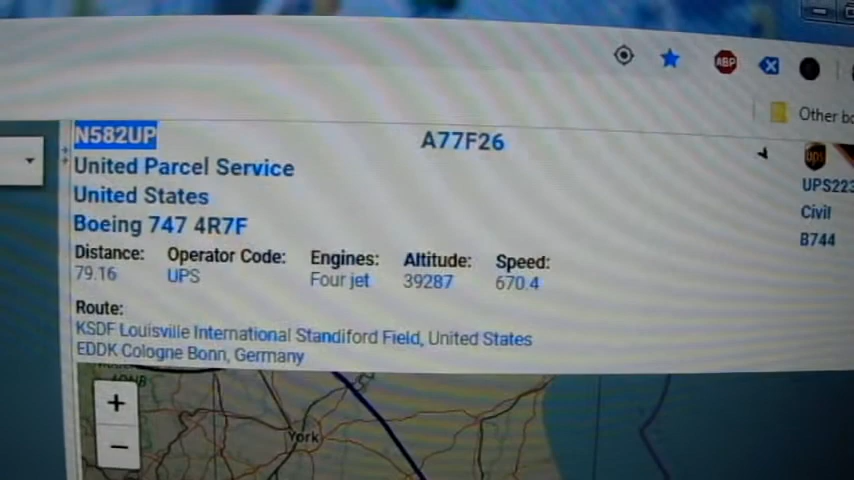 ABP
Other bo
N582UP
A77F26
ups
United Parcel Service
UPS223
United States
Civil
Boeing 747 4R7F
B744
Distance: Operator Code: Engines: Altitude: Speed:
79.16 UPS Four jet 39287 670.4
Route:
KSDF Louisville International Standiford Field, United States
EDDK Cologne Bonn, Germany
+
York
−